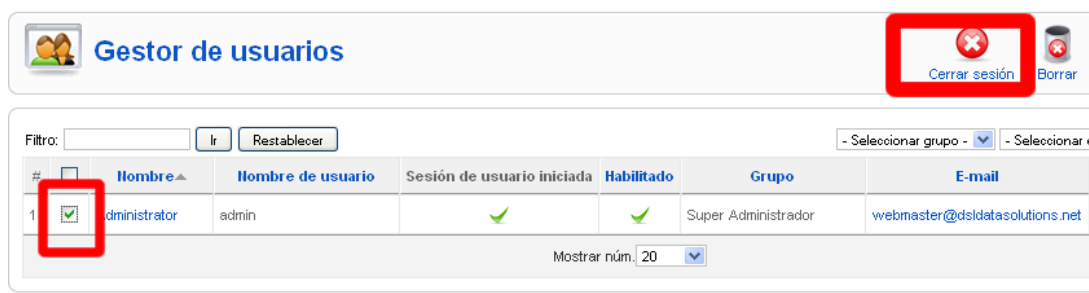 Gestor de usuarios
Cerrar sesión Borrar
Filtro: Ir Restablecer - Seleccionar grupo - - Seleccionar
# Nombre Nombre de usuario Sesión de usuario iniciada Habilitado Grupo E-mail
1 dministrator admin Super Administrador webmaster@dsldatasolutions.net
Mostrar núm. 20